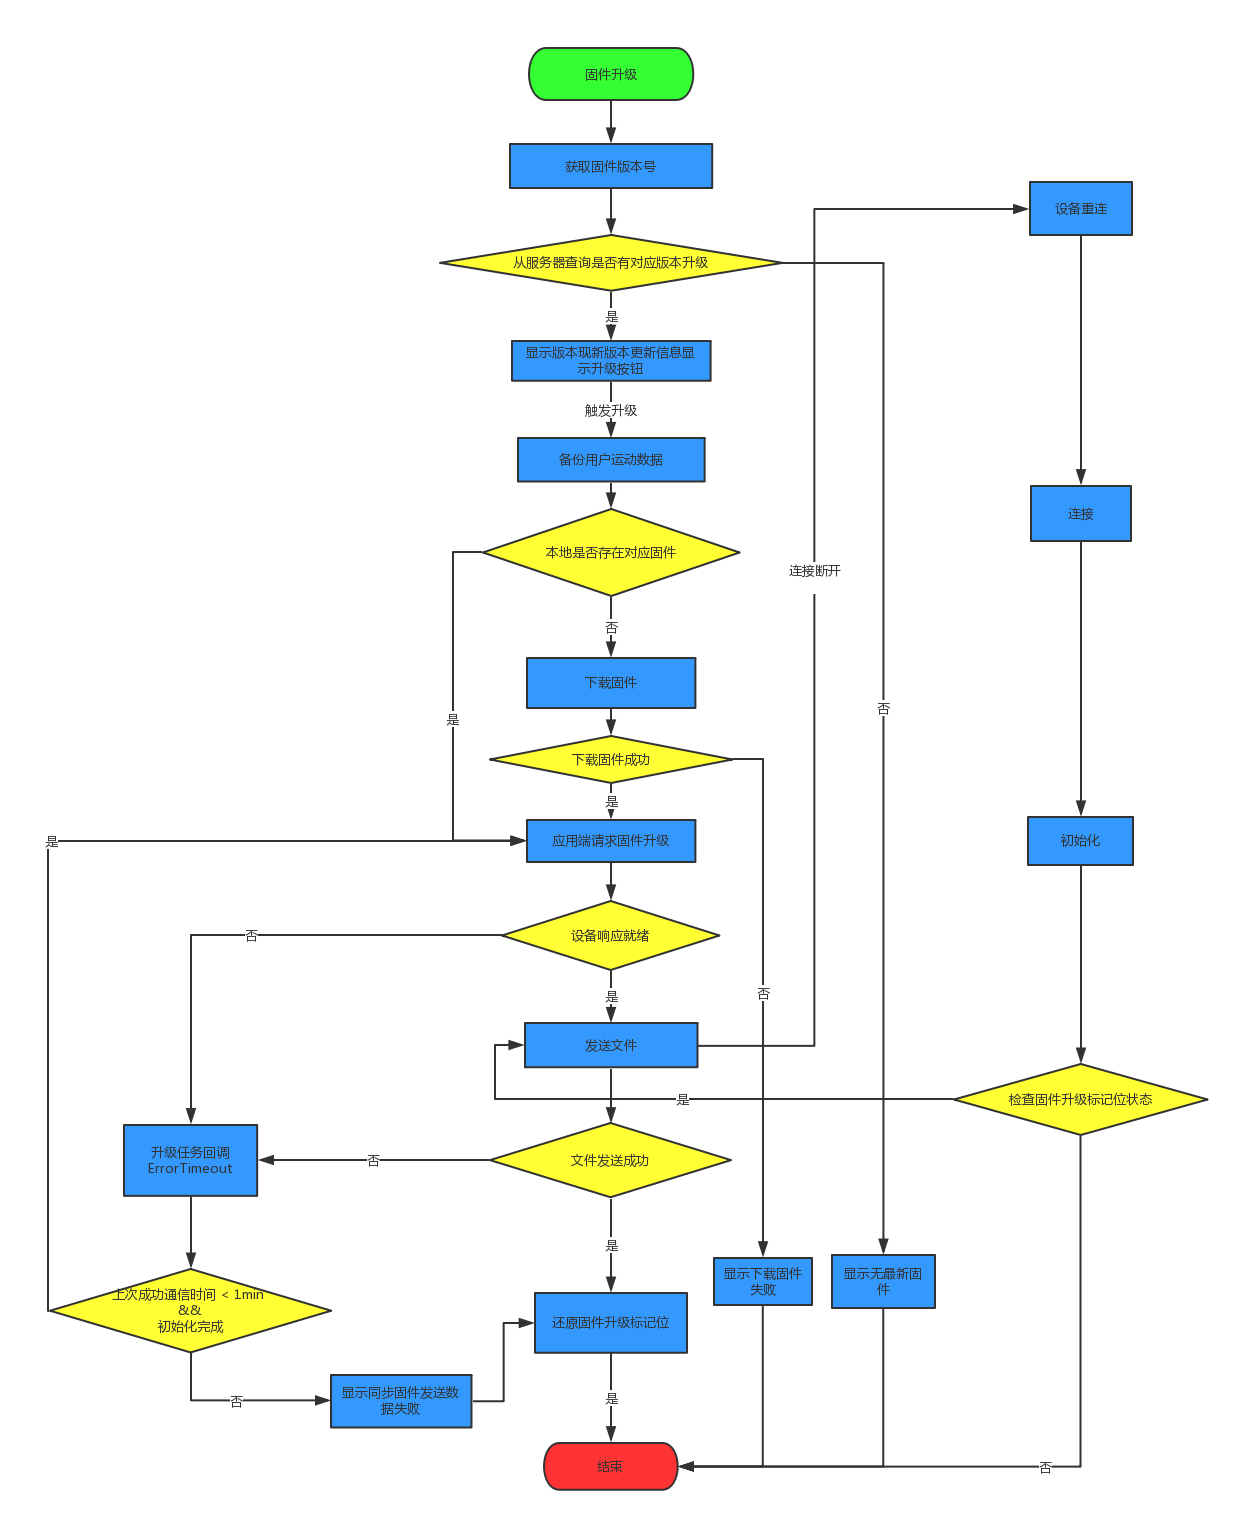 固件升级
获取固件版本号
设备重连
从服务器查询是否有对应版本升级
是
显示版本现新版本更新信息显
示升级按钮
触发升级
备份用户运动数据
连接
本地是否存在对应固件
连接断开
否
下载固件
是
否
下载固件成功
是
是
应用端请求固件升级
初始化
否
设备响应就绪
否
是
发送文件
是
检查固件升级标记位状态
升级任务回调
ErrorTimeout
否
文件发送成功
是
显示下载固件
失败
显示无最新固
件
上次成功通信时间 < 1min
&&
初始化完成
还原固件升级标记位
否
显示同步固件发送数
据失败
是
结束
否